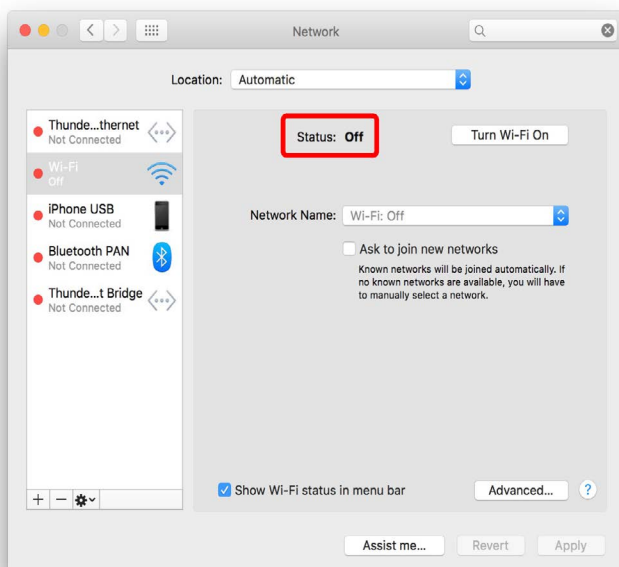 Network
Location: Automatic
Thunde...thernet
Not Connected
Wi-Fi
Off
iPhone USB
Not Connected
Bluetooth PAN
Not Connected
Thunde...t Bridge
Not Connected
Status: Off
Turn Wi-Fi On
Network Name: Wi-Fi: Off
Ask to join new networks
Known networks will be joined automatically. If
no known networks are available, you will have
to manually select a network.
Show Wi-Fi status in menu bar
Advanced...
?
Assist me...
Revert
Apply